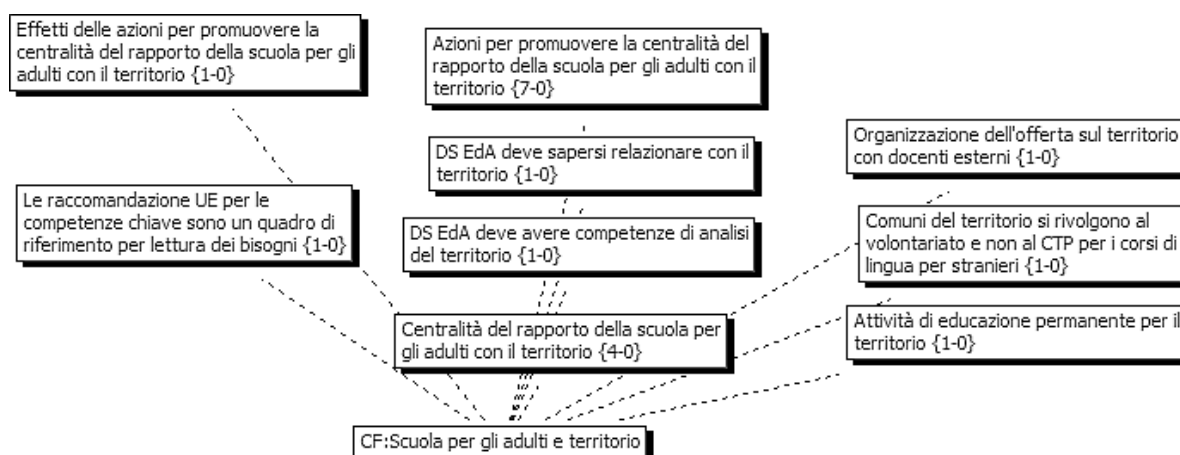 Effetti delle azioni per promuovere la
centralità del rapporto della scuola per gli
adulti con il territorio {1-0}
Azioni per promuovere la centralità del
rapporto della scuola per gli adulti con il
territorio {7-0}
DS EdA deve sapersi relazionare con il
territorio {1-0}
Organizzazione dell'offerta sul territorio
con docenti esterni {1-0}
Le raccomandazione UE per le
competenze chiave sono un quadro di
riferimento per lettura dei bisogni {1-0}
DS EdA deve avere competenze di analisi
del territorio {1-0}
Comuni del territorio si rivolgono al
volontariato e non al CTP per i corsi di
lingua per stranieri {1-0}
Centralità del rapporto della scuola per
gli adulti con il territorio {4-0}
Attività di educazione permanente per il
territorio {1-0}
CF:Scuola per gli adulti e territorio